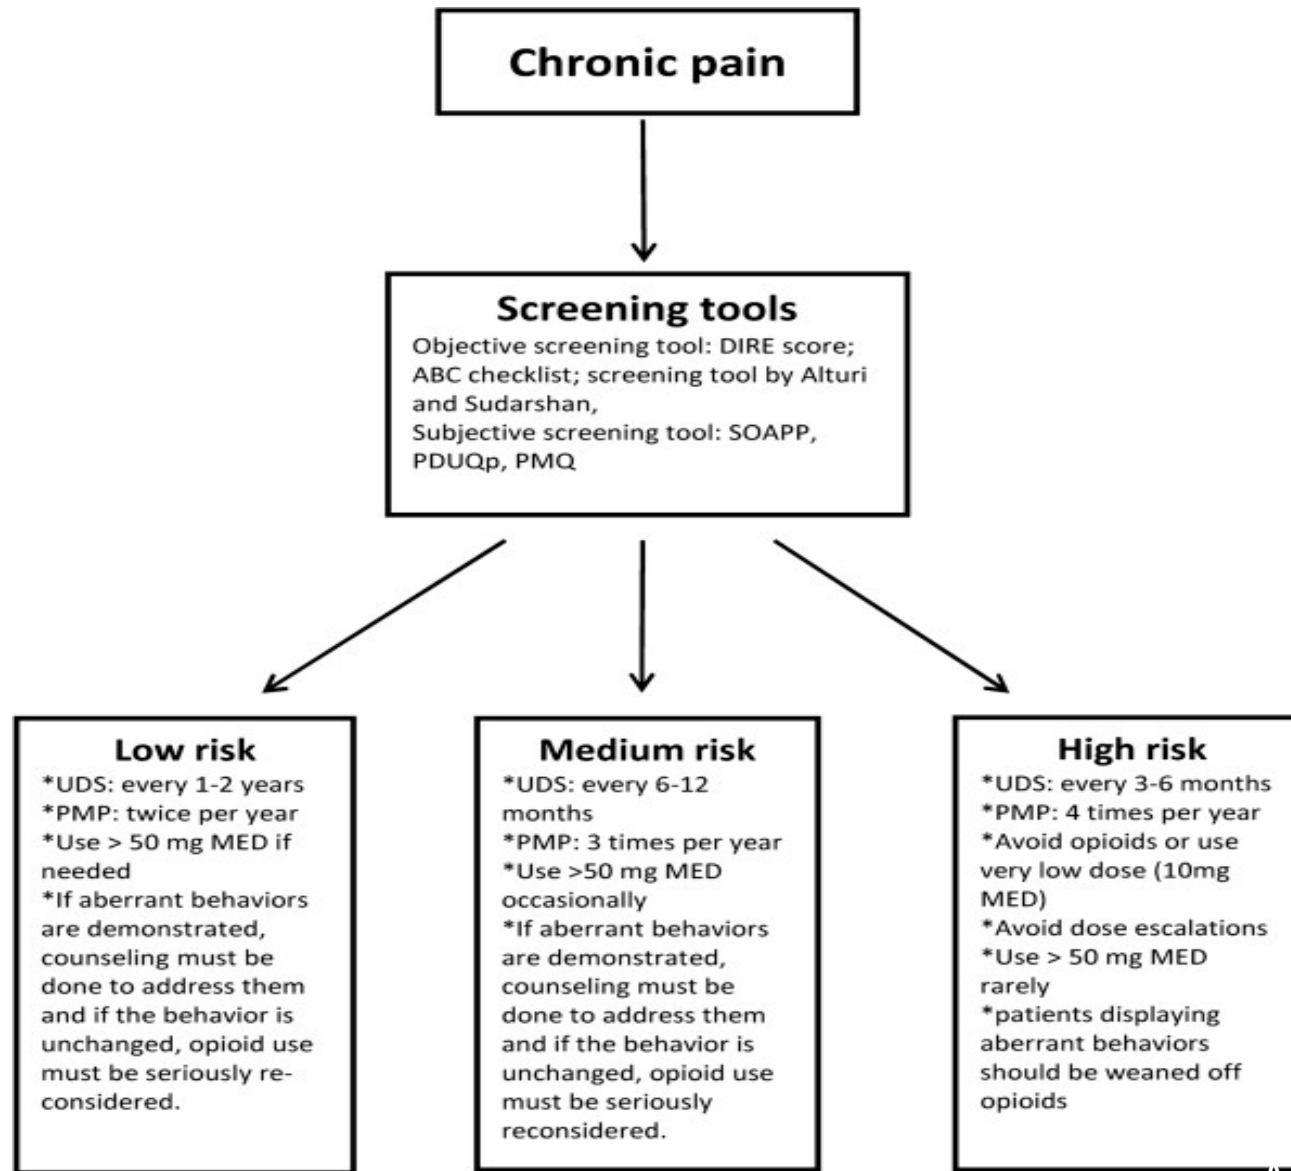 Chronic pain
Screening tools
Objective screening tool: DIRE score;
ABC checklist; screening tool by Alturi
and Sudarshan,
Subjective screening tool: SOAPP,
PDUQp, PMQ
Low risk
*UDS: every 1-2 years
*PMP: twice per year
*Use > 50 mg MED if
needed
*If aberrant behaviors
are demonstrated,
counseling must be
done to address them
and if the behavior is
unchanged, opioid use
must be seriously re-
considered.
Medium risk
*UDS: every 6-12
months
*PMP: 3 times per year
*Use >50 mg MED
occasionally
*If aberrant behaviors
are demonstrated,
counseling must be
done to address them
and if the behavior is
unchanged, opioid use
must be seriously
reconsidered.
High risk
*UDS: every 3-6 months
*PMP: 4 times per year
*Avoid opioids or use
very low dose (10mg
MED)
*Avoid dose escalations
*Use > 50 mg MED
rarely
*patients displaying
aberrant behaviors
should be weaned off
opioids